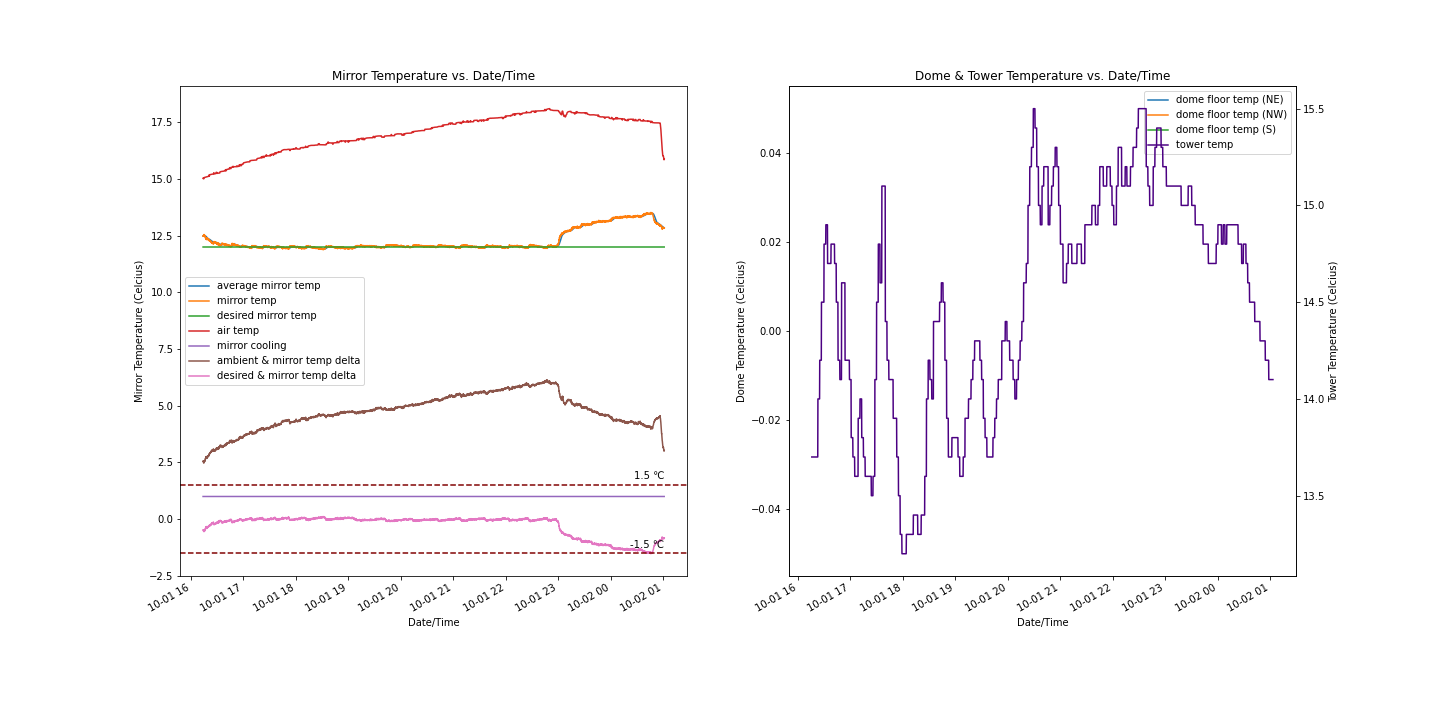 Mirror Temperature vs. Date/Time
Mirror Temperature (Celcius)
17.5
15.0
12.5
10.0
7.5
5.0
2.5
0.0
−2.5
average mirror temp
mirror temp
desired mirror temp
air temp
mirror cooling
ambient & mirror temp delta
desired & mirror temp delta
1.5 °C
-1.5 °C
10-01 16
10-01 17
10-01 18
10-01 19
10-01 20
10-01 21
10-01 22
10-01 23
10-02 00
10-02 01
Date/Time
Dome & Tower Temperature vs. Date/Time
Dome Temperature (Celcius)
0.04
0.02
0.00
−0.02
−0.04
dome floor temp (NE)
dome floor temp (NW)
dome floor temp (S)
tower temp
15.5
15.0
14.5
14.0
13.5
Tower Temperature (Celcius)
10-01 16
10-01 17
10-01 18
10-01 19
10-01 20
10-01 21
10-01 22
10-01 23
10-02 00
10-02 01
Date/Time